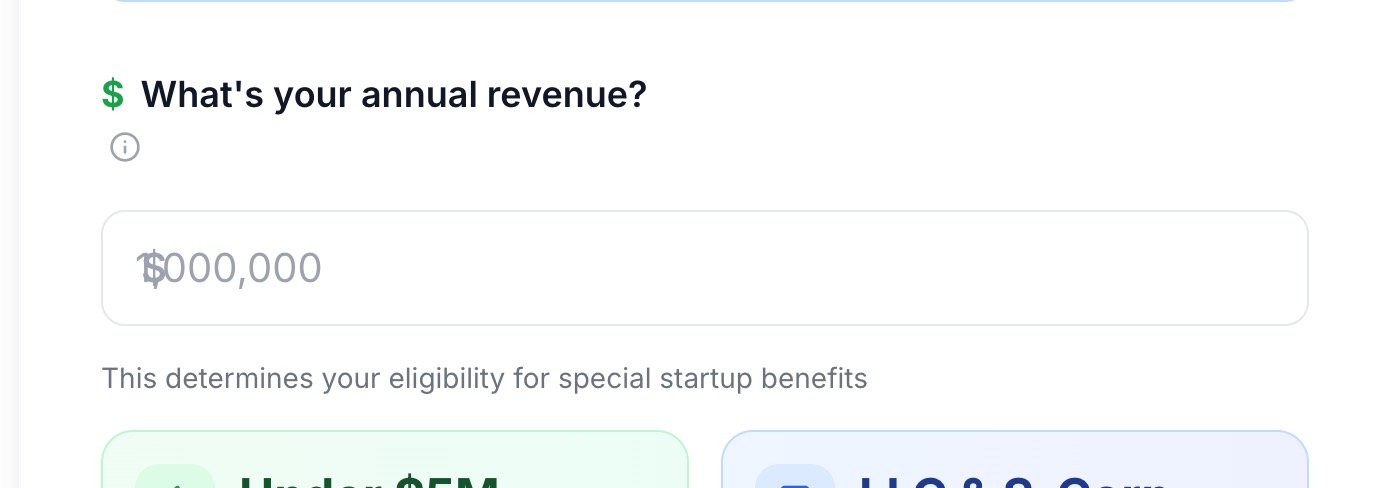 $ What's your annual revenue?
$
1,000,000
This determines your eligibility for special startup benefits
Under $5M
LLC & S-Corp